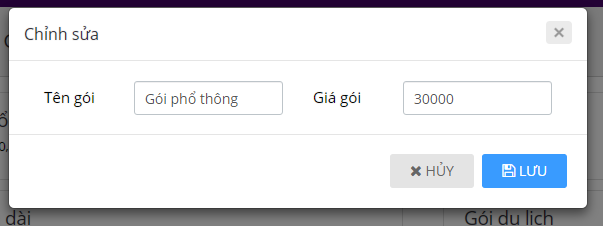 Chỉnh sửa
Tên gói Gói phổ thông Giá gói 30000
HỦY LƯU
dài Gói du lịch